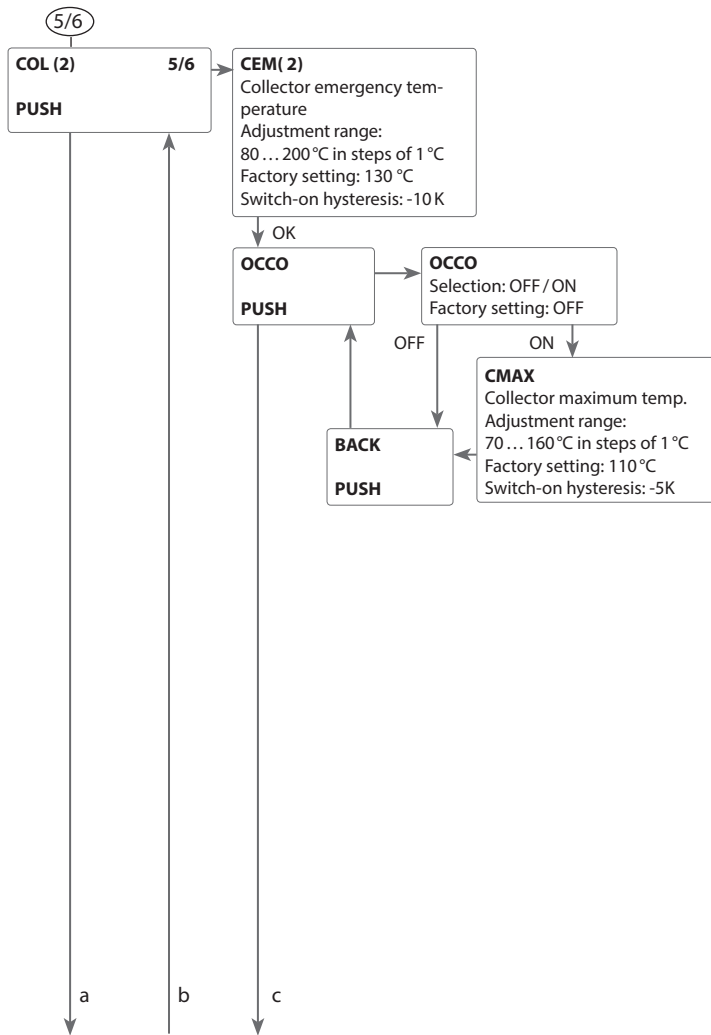 5/6
COL (2) 5/6
PUSH
CEM( 2)
Collector emergency tem-
perature
Adjustment range:
80 … 200 °C in steps of 1 °C
Factory setting: 130 °C
Switch-on hysteresis: -10 K
OK
OCCO
PUSH
OCCO
Selection: OFF / ON
Factory setting: OFF
OFF
ON
CMAX
Collector maximum temp.
Adjustment range:
70 … 160 °C in steps of 1 °C
Factory setting: 110 °C
Switch-on hysteresis: -5K
BACK
PUSH
a
b
c